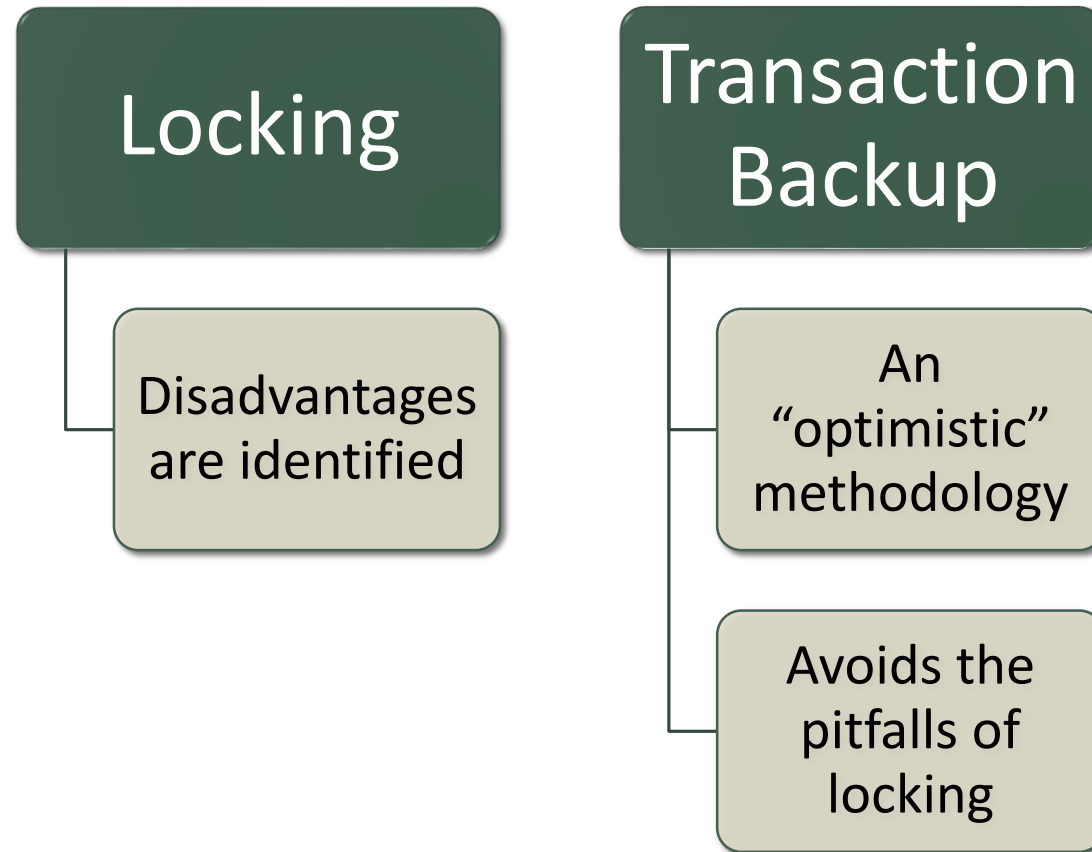 Locking
Disadvantages
are identified
Transaction
Backup
An
“optimistic”
methodology
Avoids the
pitfalls of
locking